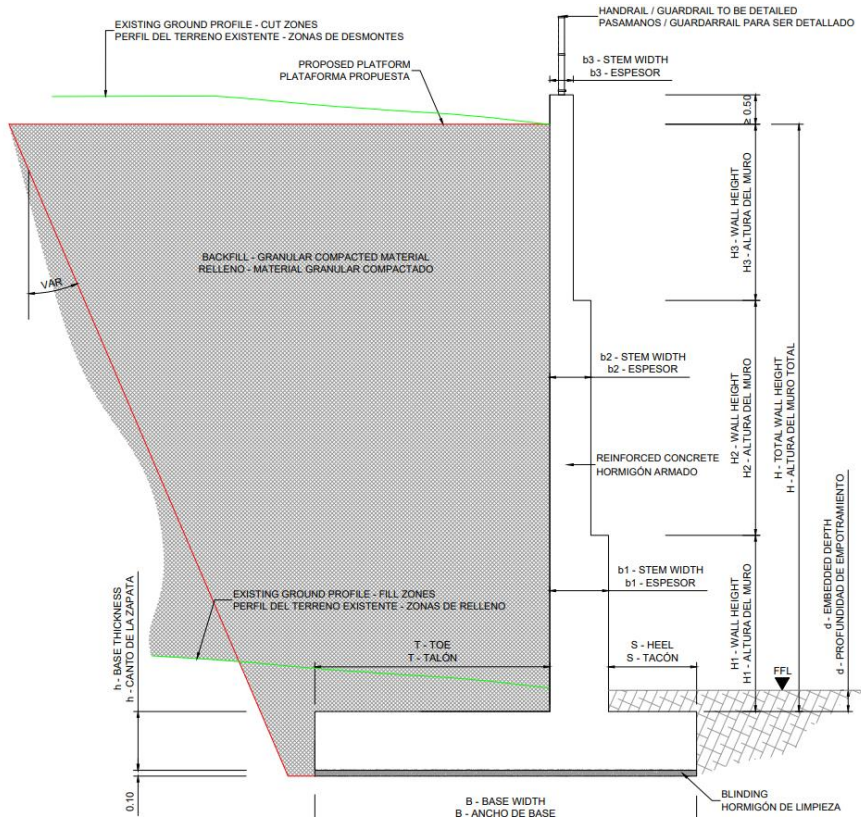 HANDRAIL / GUARDRAIL TO BE DETAILED
PASAMANOS / GUARDARRAIL PARA SER DETALLADO
EXISTING GROUND PROFILE - CUT ZONES
PERFIL DEL TERRENO EXISTENTE - ZONAS DE DESMONTES
PROPOSED PLATFORM
PLATAFORMA PROPUESTA
b3 - STEM WIDTH
b3 - ESPESOR
≥ 0.50
H3 - WALL HEIGHT
H3 - ALTURA DEL MURO
BACKFILL - GRANULAR COMPACTED MATERIAL
RELLENO - MATERIAL GRANULAR COMPACTADO
VAR
b2 - STEM WIDTH
b2 - ESPESOR
H2 - WALL HEIGHT
H2 - ALTURA DEL MURO
H - TOTAL WALL HEIGHT
H - ALTURA DEL MURO TOTAL
REINFORCED CONCRETE
HORMIGÓN ARMADO
b1 - STEM WIDTH
b1 - ESPESOR
H1 - WALL HEIGHT
H1 - ALTURA DEL MURO
d - EMBEDDED DEPTH
d - PROFUNDIDAD DE EMPOTRAMIENTO
EXISTING GROUND PROFILE - FILL ZONES
PERFIL DEL TERRENO EXISTENTE - ZONAS DE RELLENO
h - BASE THICKNESS
h - CANTO DE LA ZAPATA
T - TOE
T - TALÓN
S - HEEL
S - TACÓN
FFL
0.10
BLINDING
HORMIGÓN DE LIMPIEZA
B - BASE WIDTH
B - ANCHO DE BASE